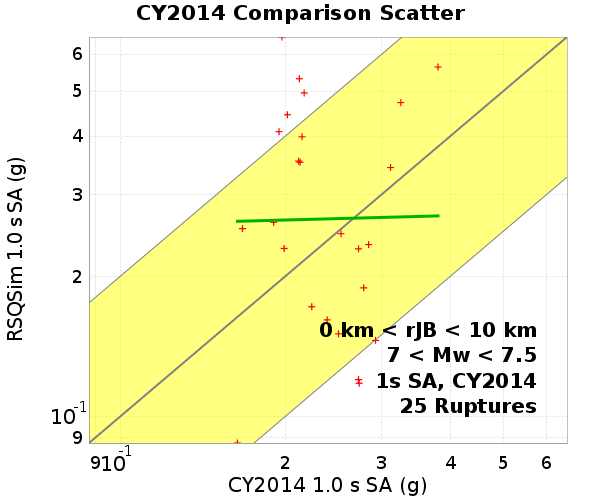 CY2014 Comparison Scatter
RSQSim 1.0 s SA (g)
6
5
4
3
2
10-1
9
0 km < rJB < 10 km
7 < Mw < 7.5
1s SA, CY2014
25 Ruptures
9 10-1 2 3 4 5 6
CY2014 1.0 s SA (g)